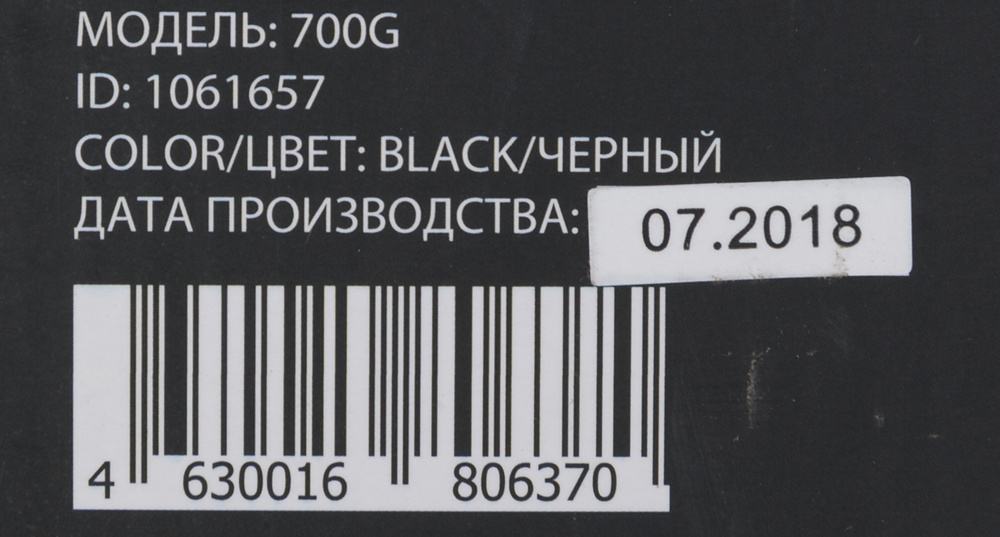 МОДЕЛЬ: 700G
ID: 1061657
COLOR/ЦВЕТ: BLACK/ЧЕРНЫЙ
ДАТА ПРОИЗВОДСТВА: 07.2018
4 630016 806370